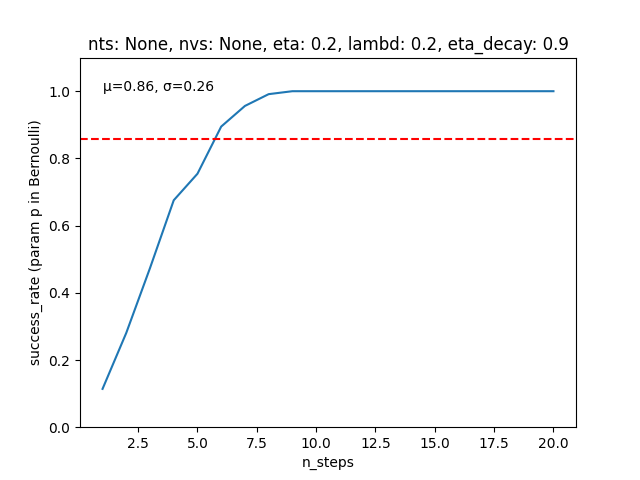 nts: None, nvs: None, eta: 0.2, lambd: 0.2, eta_decay: 0.9
μ=0.86, σ=0.26
1.0
0.8
0.6
0.4
0.2
0.0
success_rate (param p in Bernoulli)
2.5 5.0 7.5 10.0 12.5 15.0 17.5 20.0
n_steps